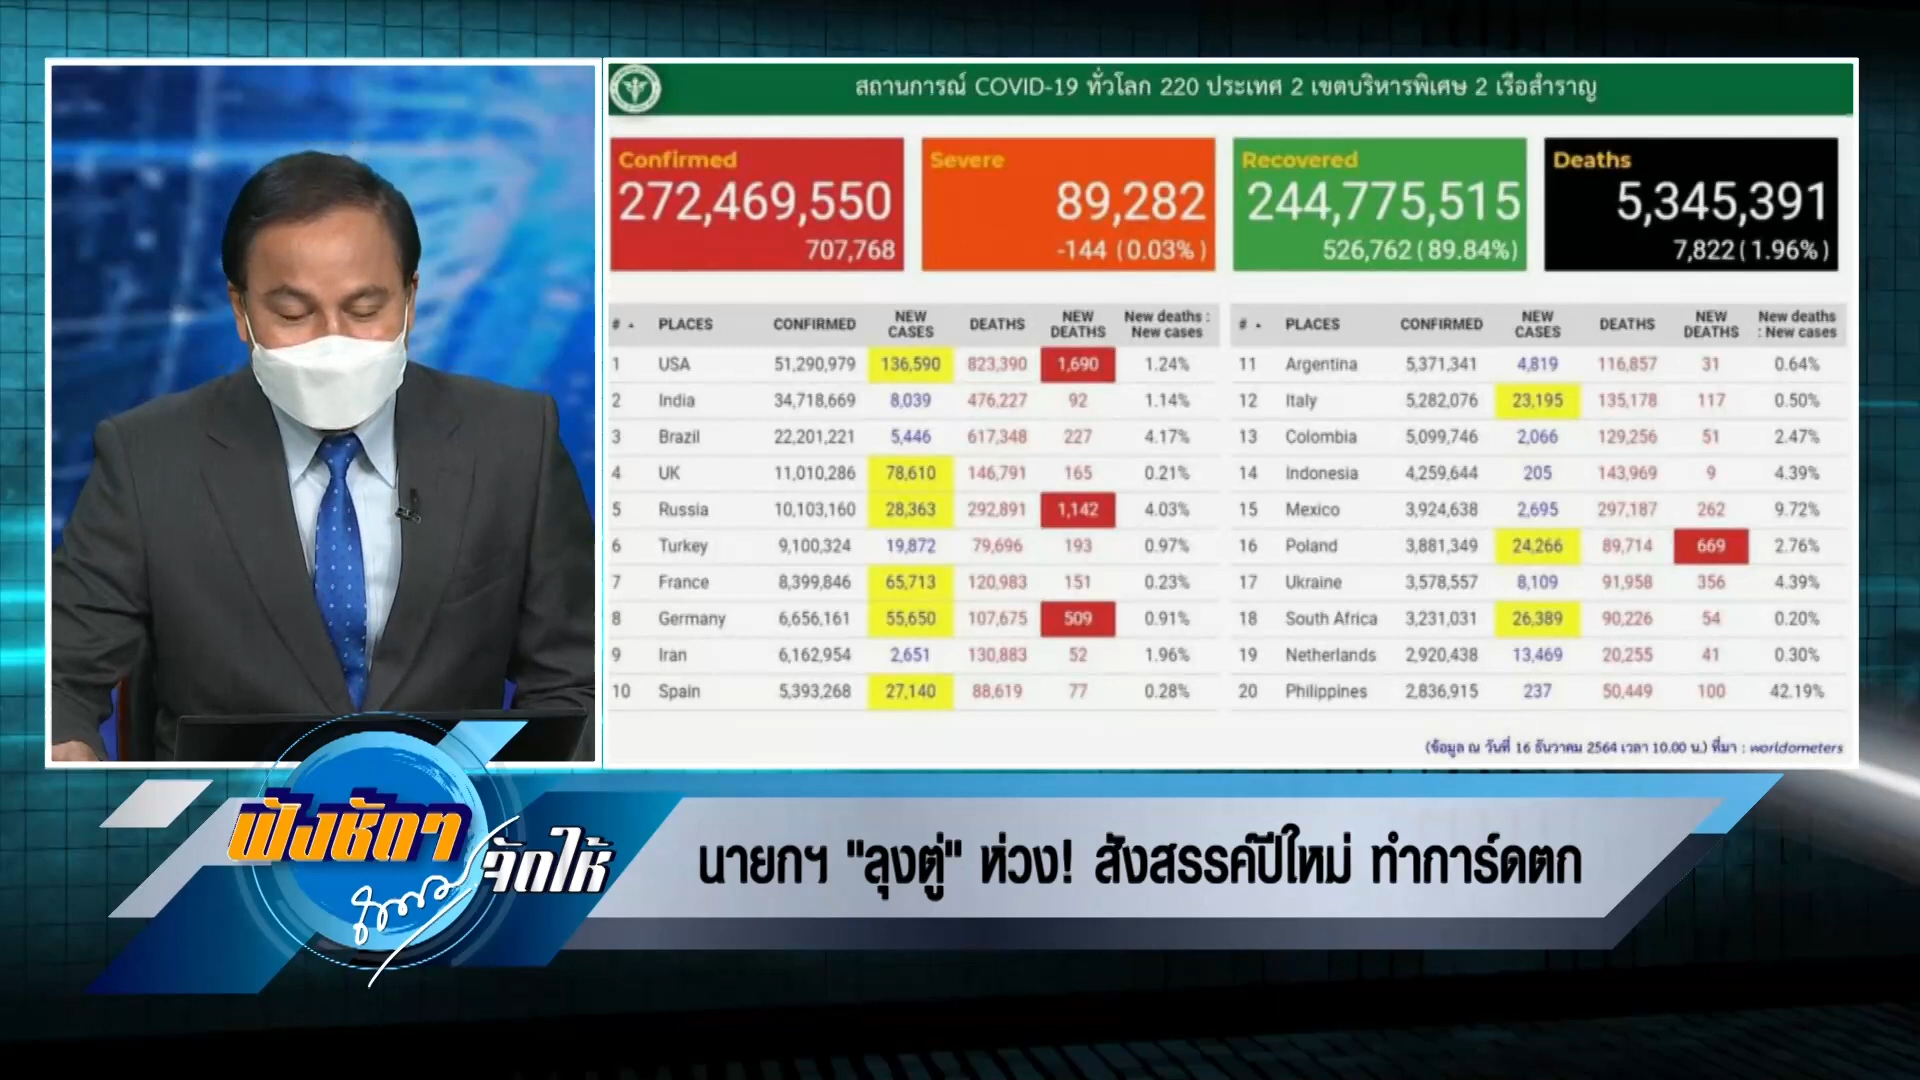 สถานการณ์ COVID-19 ทั่วโลก 220 ประเทศ 2 เขตบริหารพิเศษ 2 เรือสำราญ
Confirmed
272,469,550
707,768
Severe
89,282
-144 (0.03%)
Recovered
244,775,515
526,762 (89.84%)
Deaths
5,345,391
7,822 (1.96%)
# PLACES CONFIRMED NEW CASES DEATHS NEW DEATHS New deaths : New cases
1 USA 51,290,979 136,590 823,390 1,690 1.24%
2 India 34,718,669 8,039 476,227 92 1.14%
3 Brazil 22,201,221 5,446 617,348 227 4.17%
4 UK 11,010,286 78,610 146,791 165 0.21%
5 Russia 10,103,160 28,363 292,891 1,142 4.03%
6 Turkey 9,100,324 19,872 79,696 193 0.97%
7 France 8,399,846 65,713 120,983 151 0.23%
8 Germany 6,656,161 55,650 107,675 509 0.91%
9 Iran 6,162,954 2,651 130,883 52 1.96%
10 Spain 5,393,268 27,140 88,619 77 0.28%
# PLACES CONFIRMED NEW CASES DEATHS NEW DEATHS New deaths : New cases
11 Argentina 5,371,341 4,819 116,857 31 0.64%
12 Italy 5,282,076 23,195 135,178 117 0.50%
13 Colombia 5,099,746 2,066 129,256 51 2.47%
14 Indonesia 4,259,644 205 143,969 9 4.39%
15 Mexico 3,924,638 2,695 297,187 262 9.72%
16 Poland 3,881,349 24,266 89,714 669 2.76%
17 Ukraine 3,578,557 8,109 91,958 356 4.39%
18 South Africa 3,231,031 26,389 90,226 54 0.20%
19 Netherlands 2,920,438 13,469 20,255 41 0.30%
20 Philippines 2,836,915 237 50,449 100 42.19%
(ข้อมูล ณ วันที่ 16 ธันวาคม 2564 เวลา 10.00 น.) ที่มา : worldometers
ฟังชัดๆ
จัดให้
นายกฯ "ลุงตู่" ห่วง! สังสรรค์ปีใหม่ ทำการ์ดตก